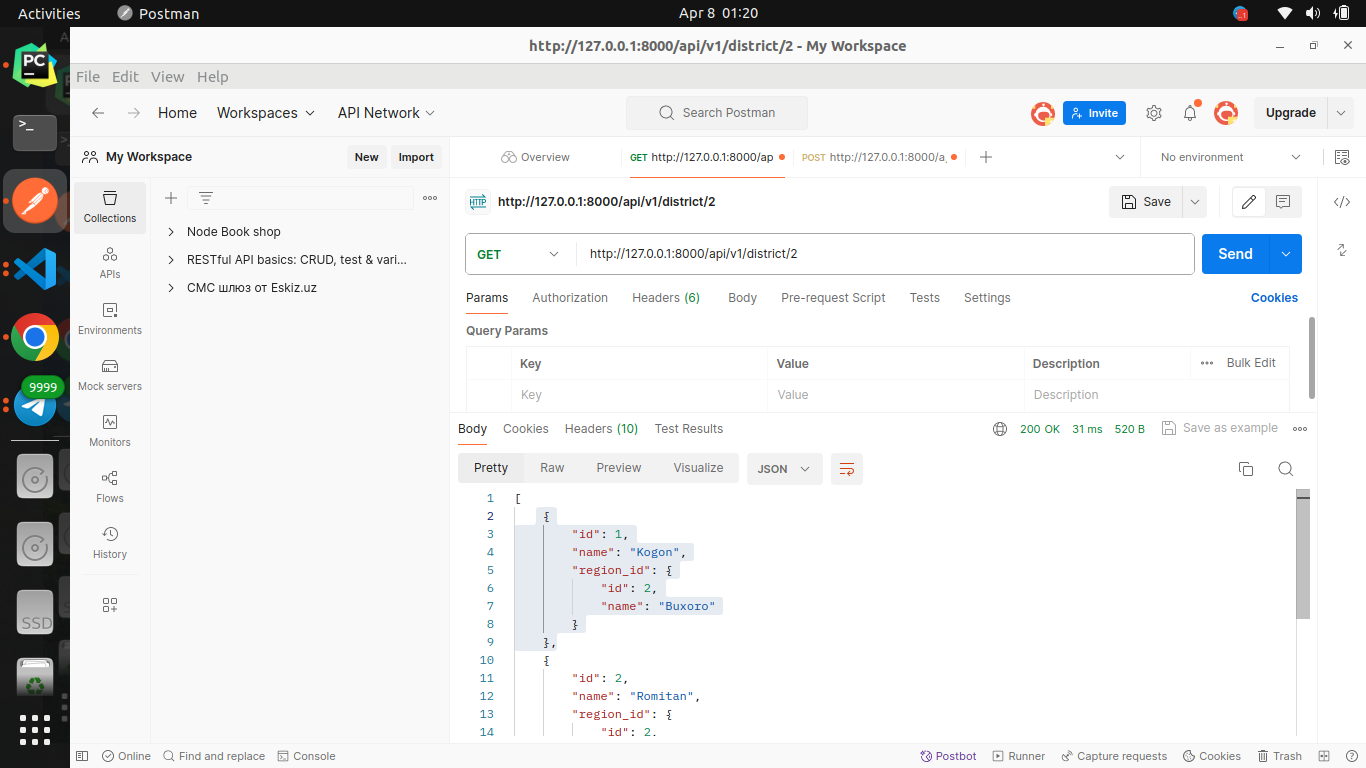 Activities Postman Apr 8 01:20
http://127.0.0.1:8000/api/v1/district/2 - My Workspace
File Edit View Help
Home Workspaces API Network Search Postman Invite Upgrade
My Workspace New Import Overview GET http://127.0.0.1:8000/ap POST http://127.0.0.1:8000/a No environment
Collections
APIs
Environments
Mock servers
Monitors
Flows
History
Node Book shop
RESTful API basics: CRUD, test & vari...
СМС шлюз от Eskiz.uz
HTTP http://127.0.0.1:8000/api/v1/district/2 Save
GET http://127.0.0.1:8000/api/v1/district/2 Send
Params Authorization Headers (6) Body Pre-request Script Tests Settings Cookies
Query Params
Key Value Description Bulk Edit
Key Value Description
Body Cookies Headers (10) Test Results 200 OK 31 ms 520 B Save as example
Pretty Raw Preview Visualize JSON
1 [
2 {
3 "id": 1,
4 "name": "Kogon",
5 "region_id": {
6 "id": 2,
7 "name": "Buxoro"
8 }
9 },
10 {
11 "id": 2,
12 "name": "Romitan",
13 "region_id": {
14 "id": 2,
PC
>_
9999
SSD
Online Find and replace Console Postbot Runner Capture requests Cookies Trash